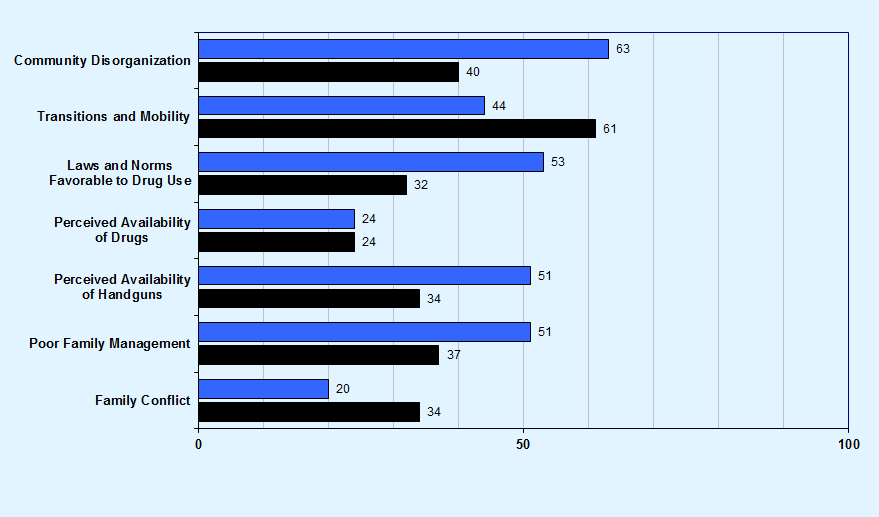 Community Disorganization
63
40
Transitions and Mobility
44
61
Laws and Norms
Favorable to Drug Use
53
32
Perceived Availability
of Drugs
24
24
Perceived Availability
of Handguns
51
34
Poor Family Management
51
37
Family Conflict
20
34
0 50 100